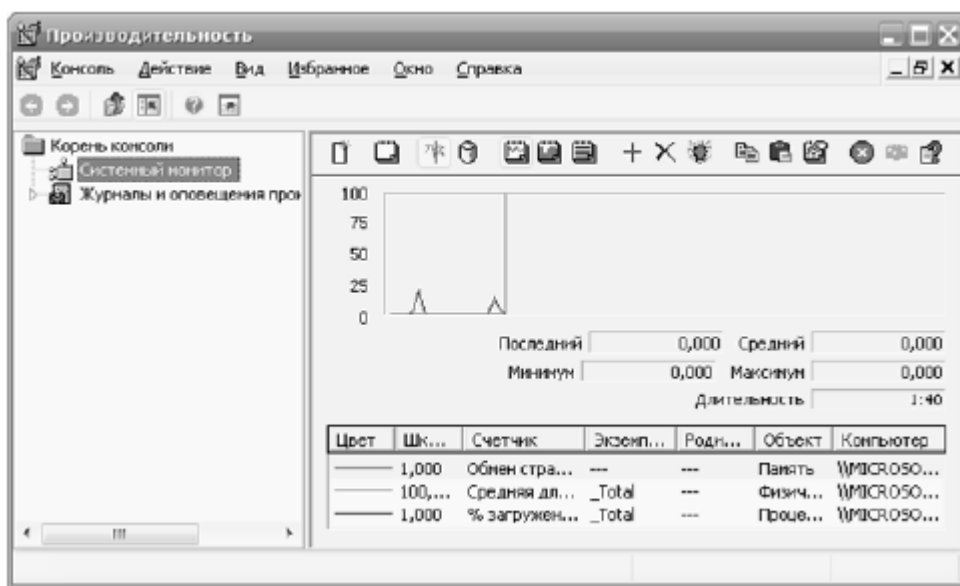 Производительность
Консоль Действие Вид Избранное Окно Справка
Корень консоли
Системный монитор
Журналы и оповещения прои
100
75
50
25
0
Последний 0,000 Средний 0,000
Минимум 0,000 Максимум 0,000
Длительность 1:40
Цвет Шк... Счетчик Экземп... Роди... Объект Компьютер
1,000 Обмен стра... --- --- Память \\MICROSO...
100,... Средняя дл... _Total --- Физич... \\MICROSO...
1,000 % загружен... _Total --- Проце... \\MICROSO...